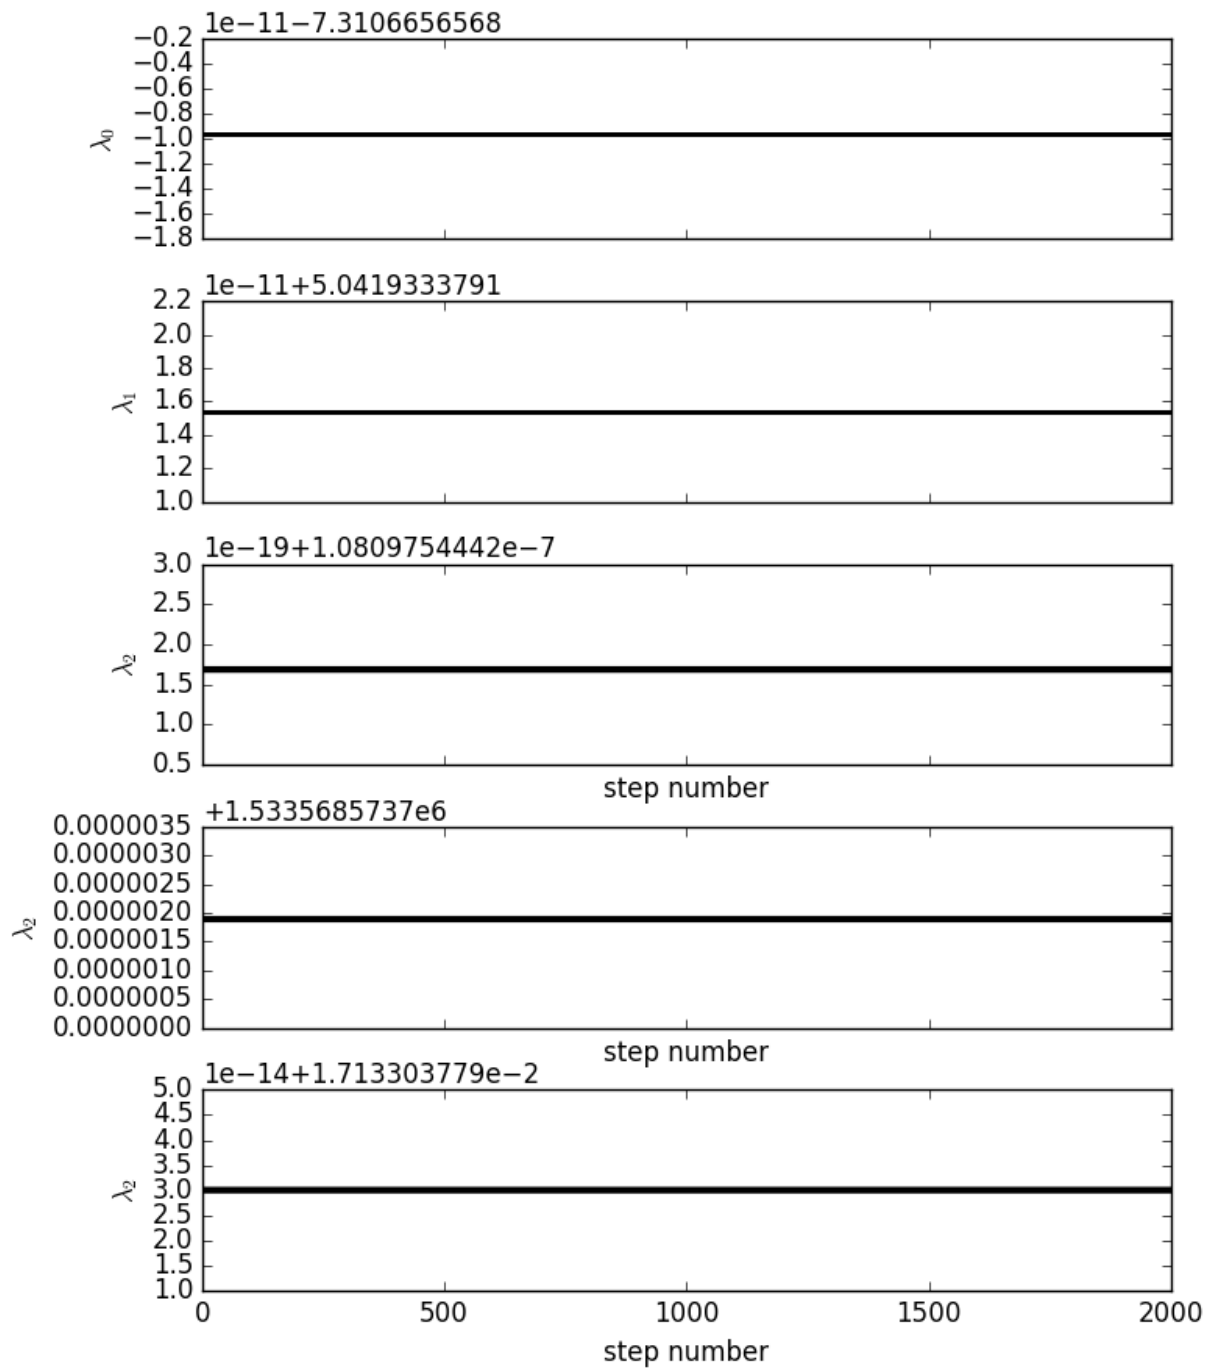 1e−11−7.3106656568
−0.2
−0.4
−0.6
−0.8
−1.0
−1.2
−1.4
−1.6
−1.8
λ₀
1e−11+5.0419333791
2.2
2.0
1.8
1.6
1.4
1.2
1.0
λ₁
1e−19+1.0809754442e−7
3.0
2.5
2.0
1.5
1.0
0.5
λ₂
step number
+1.5335685737e6
0.0000035
0.0000030
0.0000025
0.0000020
0.0000015
0.0000010
0.0000005
0.0000000
λ₂
step number
1e−14+1.713303779e−2
5.0
4.5
4.0
3.5
3.0
2.5
2.0
1.5
1.0
λ₂
0 500 1000 1500 2000
step number